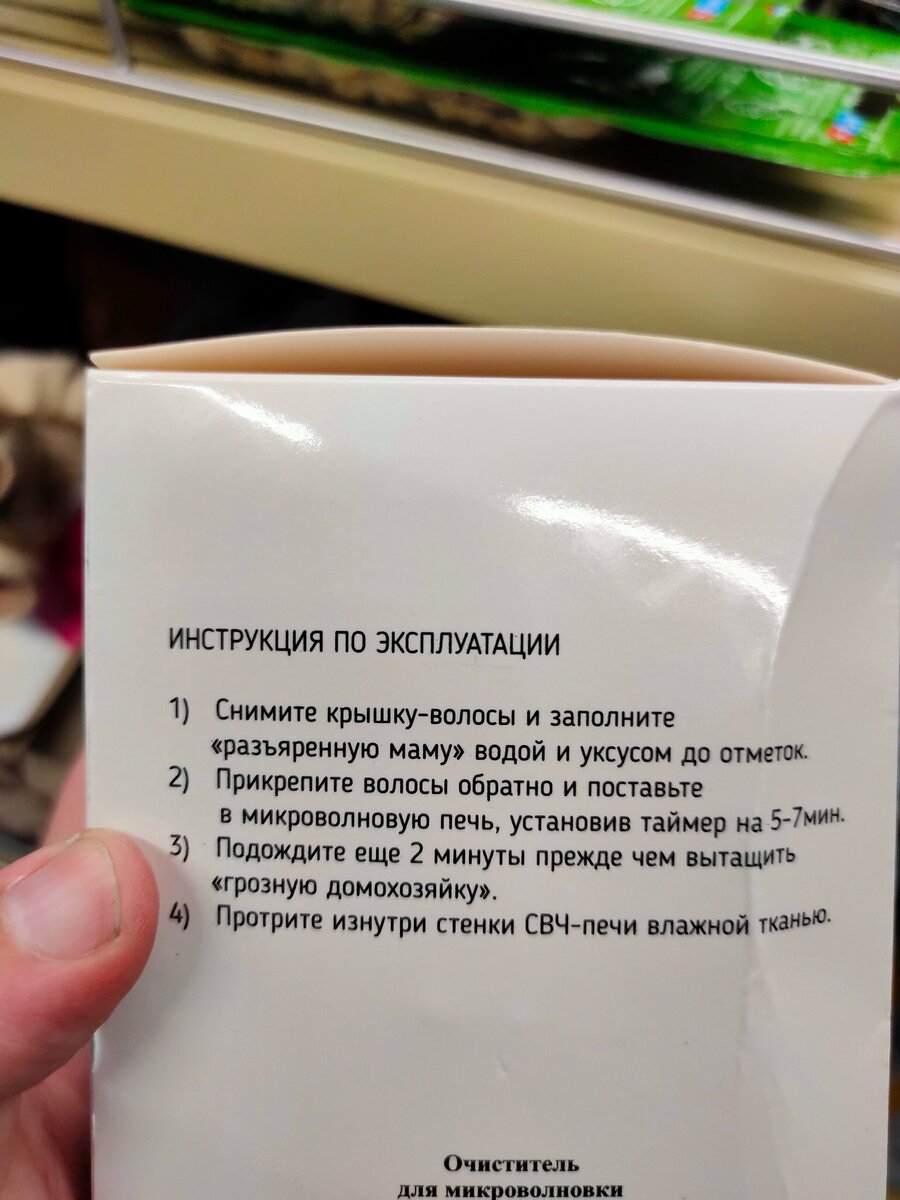 ИНСТРУКЦИЯ ПО ЭКСПЛУАТАЦИИ
1) Снимите крышку-волосы и заполните
«разъяренную маму» водой и уксусом до отметок.
2) Прикрепите волосы обратно и поставьте
в микроволновую печь, установив таймер на 5-7мин.
3) Подождите еще 2 минуты прежде чем вытащить
«грозную домохозяйку».
4) Протрите изнутри стенки СВЧ-печи влажной тканью.
Очиститель
для микроволновки